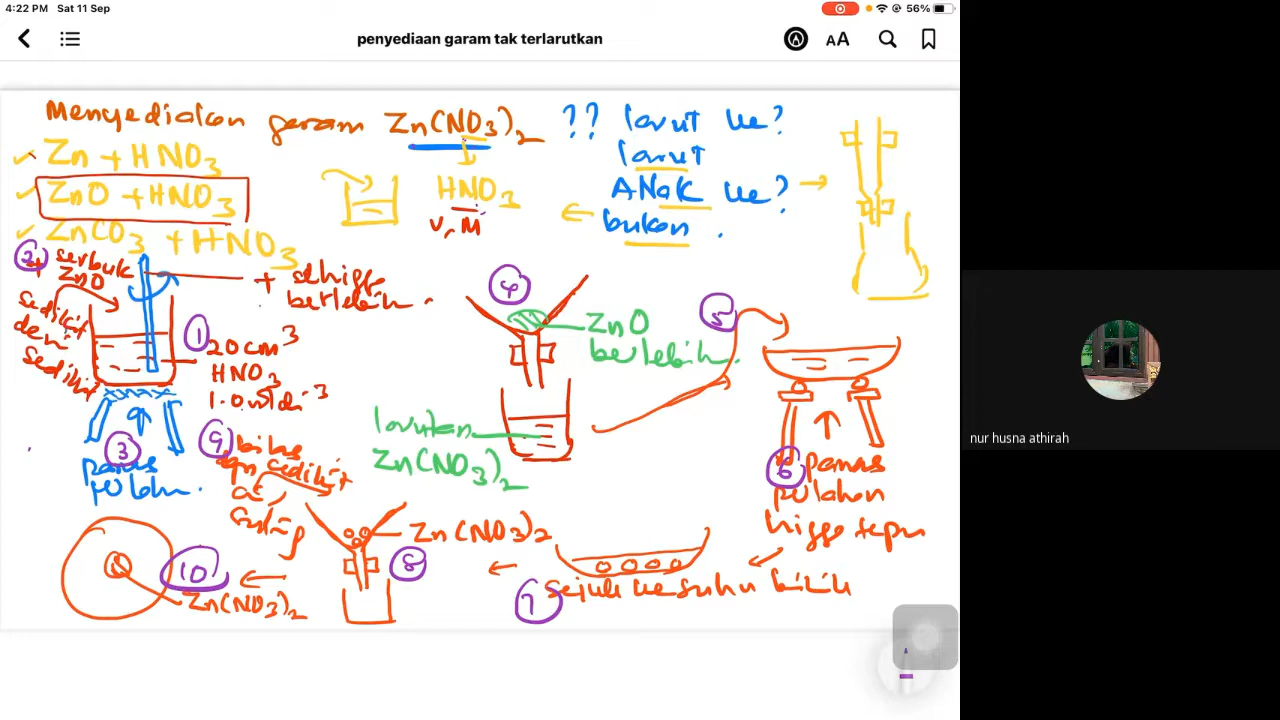 4:22 PM Sat 11 Sep
56%
penyediaan garam tak terlarutkan
AA
Menyediakan garam Zn(NO3)2 ?? larut ke?
larut
ANaK ke? →
← bukan.
✓ Zn + HNO3
✓ ZnO + HNO3
✓ ZnCO3 + HNO3
HNO3
V, M
② + serbuk ZnO
sedikit
demi
sedikit
+ sehingga
berlebih.
① 20 cm3
HNO3
1.0 mol dm-3
③
panas
perlahan.
④
ZnO
berlebih.
larutan
Zn(NO3)2
⑤
⑥ panas
perlahan
hingga tepu
⑦ sejuk ke suhu bilik
⑧
Zn(NO3)2
⑨ bilas
dgn sedikit
air
suling
⑩
Zn(NO3)2
nur husna athirah